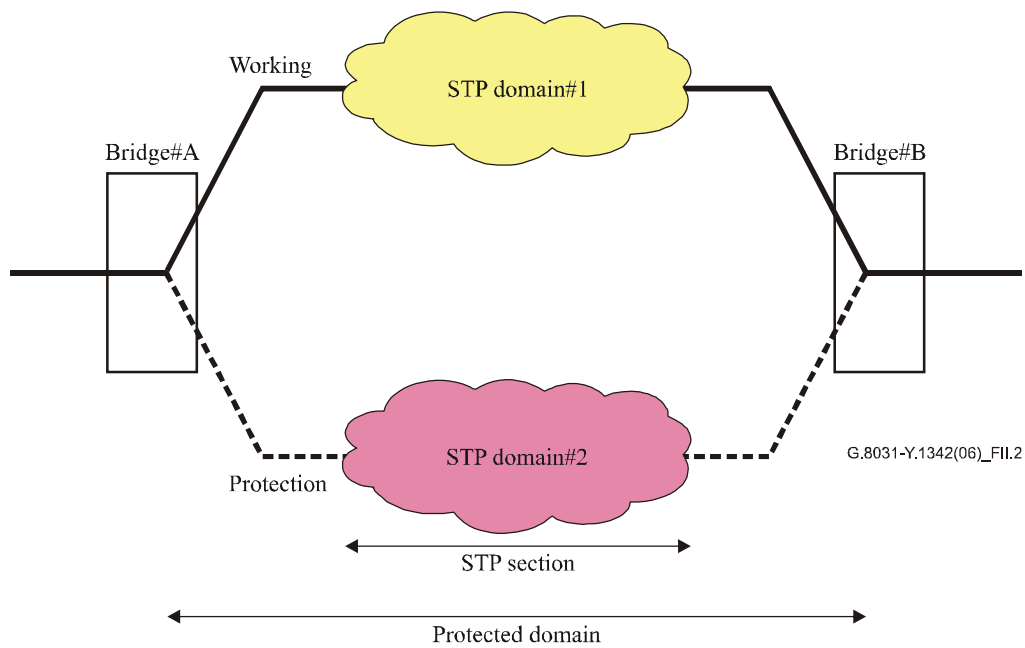 Working
STP domain#1
Bridge#A
Bridge#B
STP domain#2
G.8031-Y.1342(06)_FII.2
Protection
STP section
Protected domain